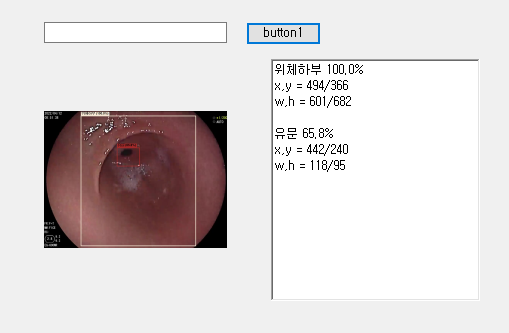 button1
위체하부 100,0%
x,y = 494/366
w,h = 601/682
유문 65,8%
x,y = 442/240
w,h = 118/95